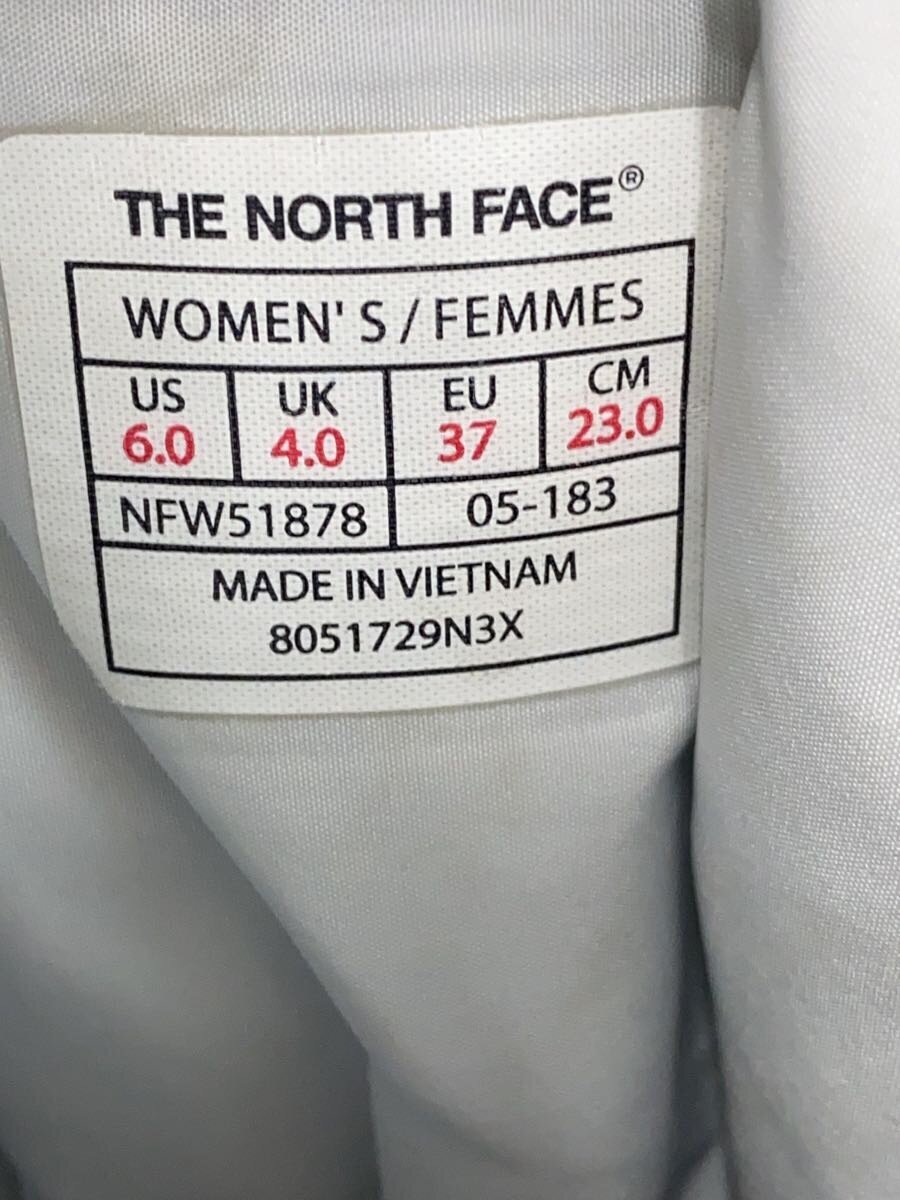 THE NORTH FACE®
WOMEN' S / FEMMES
US UK EU CM
6.0 4.0 37 23.0
NFW51878 05-183
MADE IN VIETNAM
8051729N3X